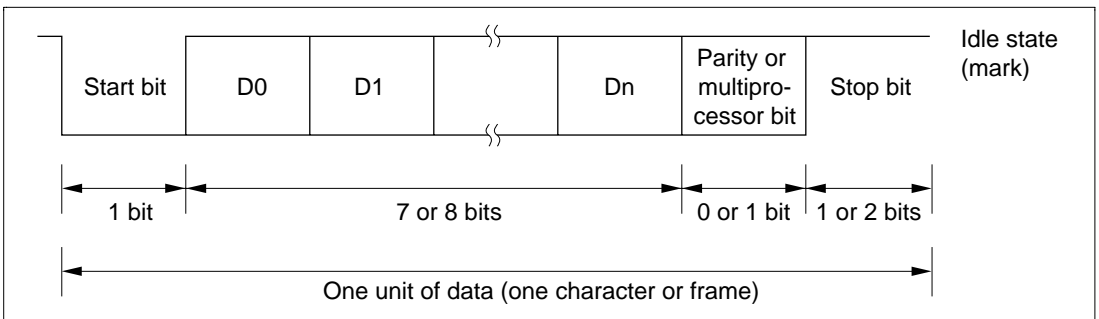 Idle state
(mark)
Start bit
D0
D1
Dn
Parity or
multipro-
cessor bit
Stop bit
1 bit
7 or 8 bits
0 or 1 bit
1 or 2 bits
One unit of data (one character or frame)